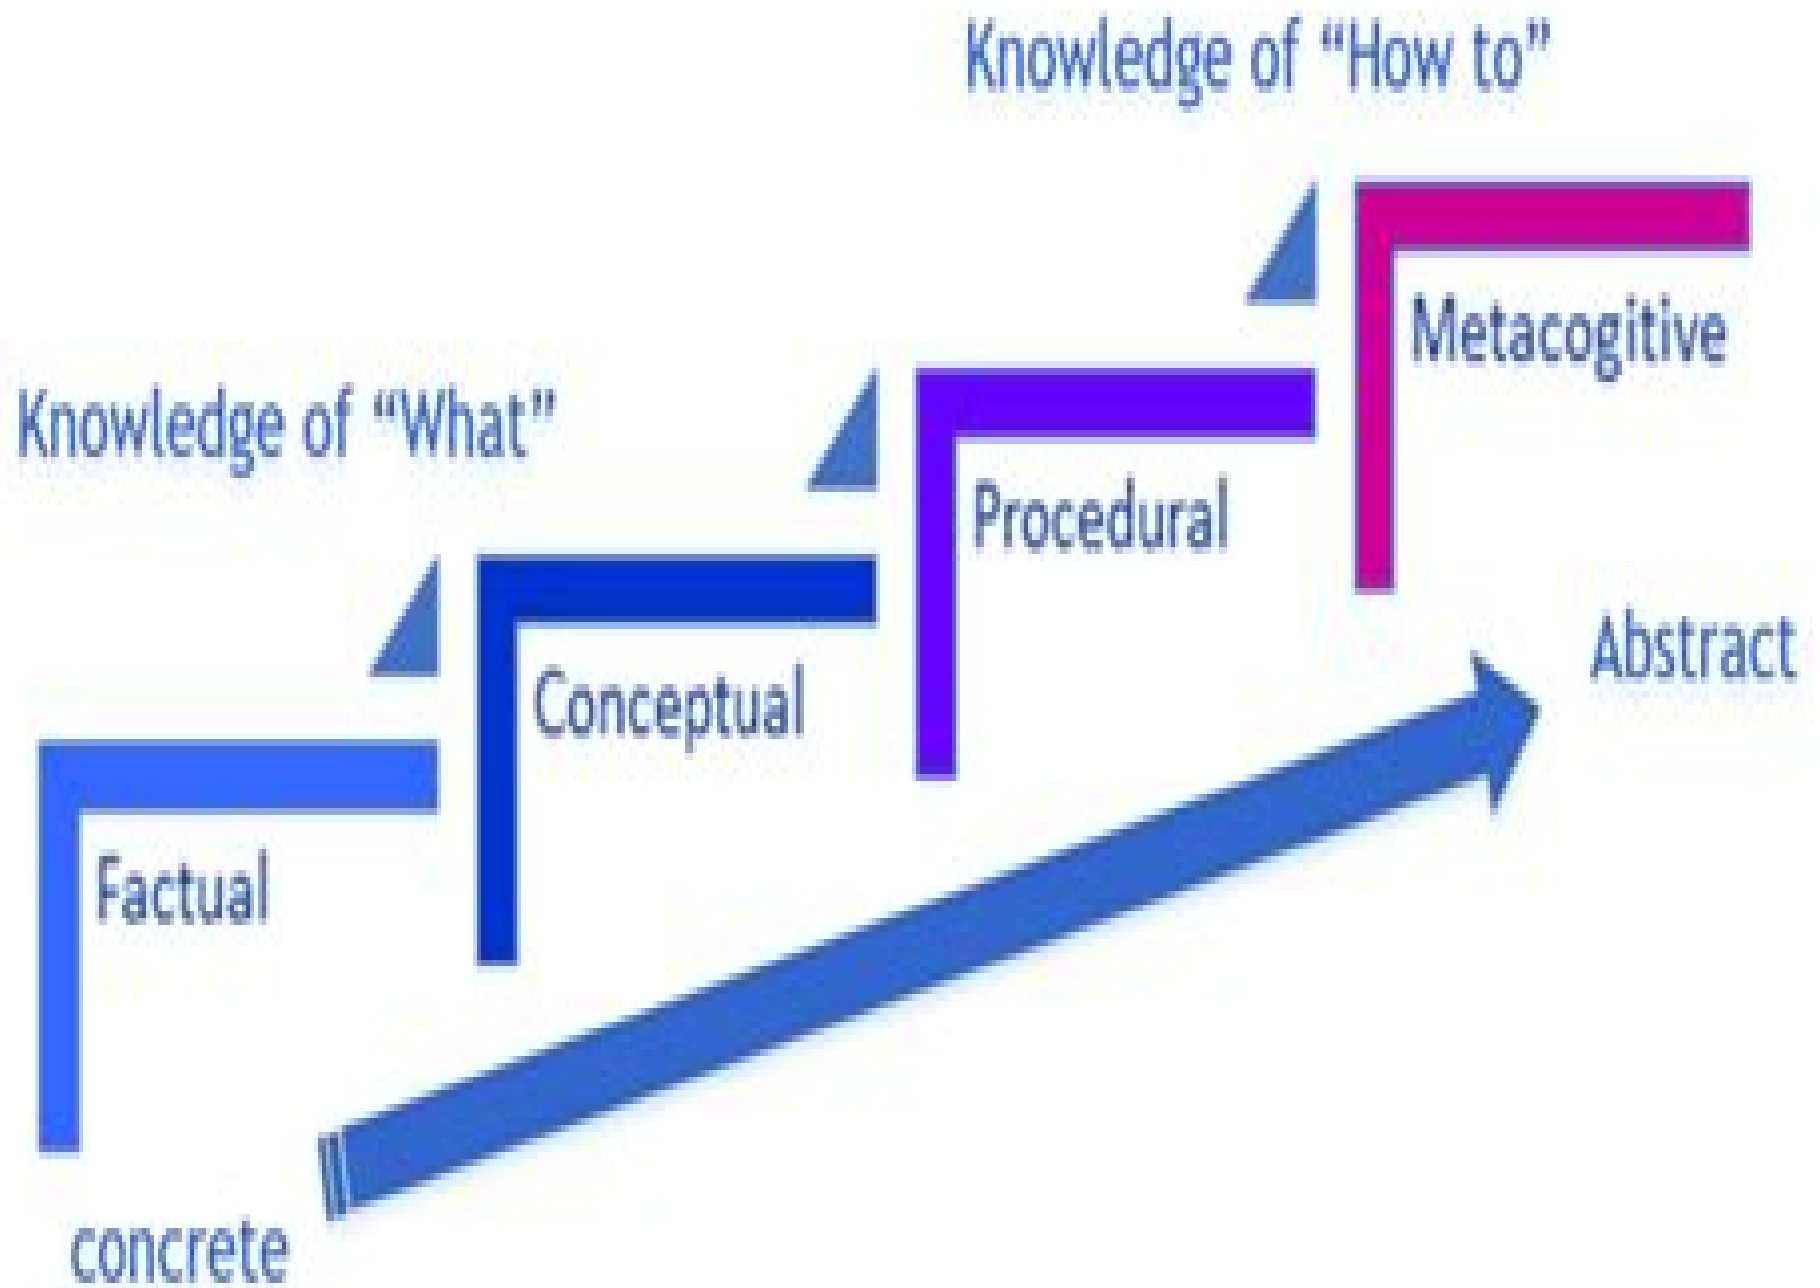 Knowledge of “How to”
Metacogitive
Knowledge of “What”
Procedural
Abstract
Conceptual
Factual
concrete